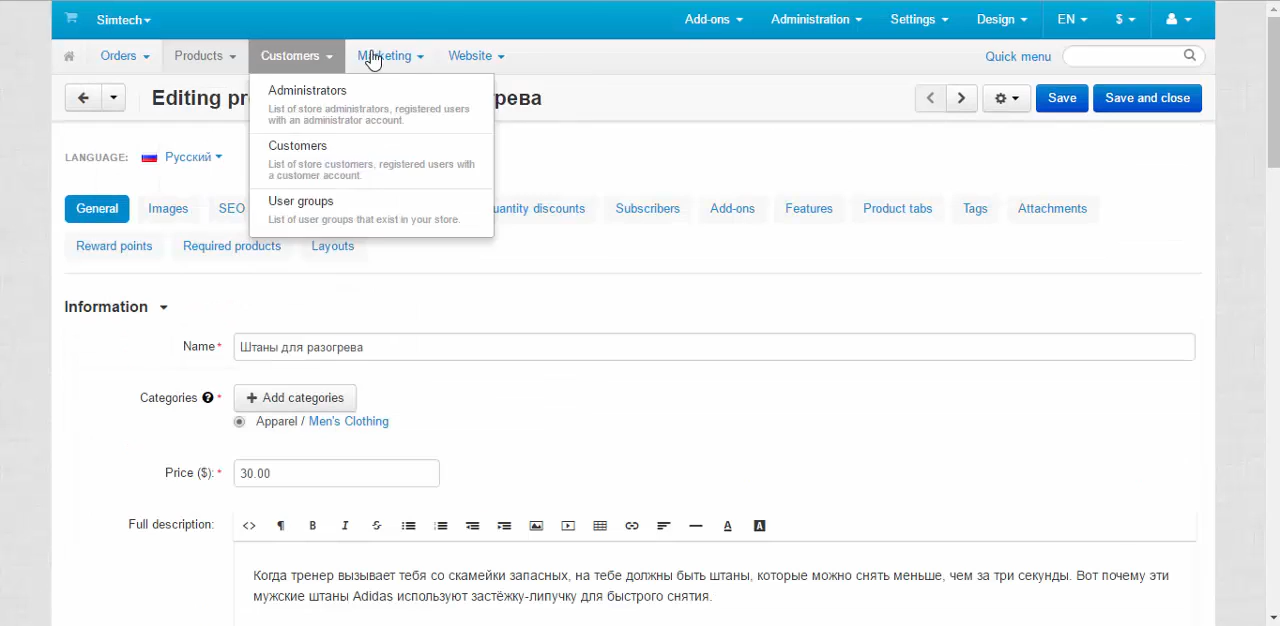 Simtech
Add-ons
Administration
Settings
Design
EN
$
Orders
Products
Customers
Marketing
Website
Quick menu
Editing pr
рева
Save
Save and close
Administrators
List of store administrators, registered users
with an administrator account.
Customers
List of store customers, registered users with
a customer account.
User groups
List of user groups that exist in your store.
LANGUAGE:
Русский
General
Images
SEO
uantity discounts
Subscribers
Add-ons
Features
Product tabs
Tags
Attachments
Reward points
Required products
Layouts
Information
Name*
Штаны для разогрева
Categories ? *
+ Add categories
Apparel / Men's Clothing
Price ($): *
30.00
Full description:
Когда тренер вызывает тебя со скамейки запасных, на тебе должны быть штаны, которые можно снять меньше, чем за три секунды. Вот почему эти
мужские штаны Adidas используют застёжку-липучку для быстрого снятия.